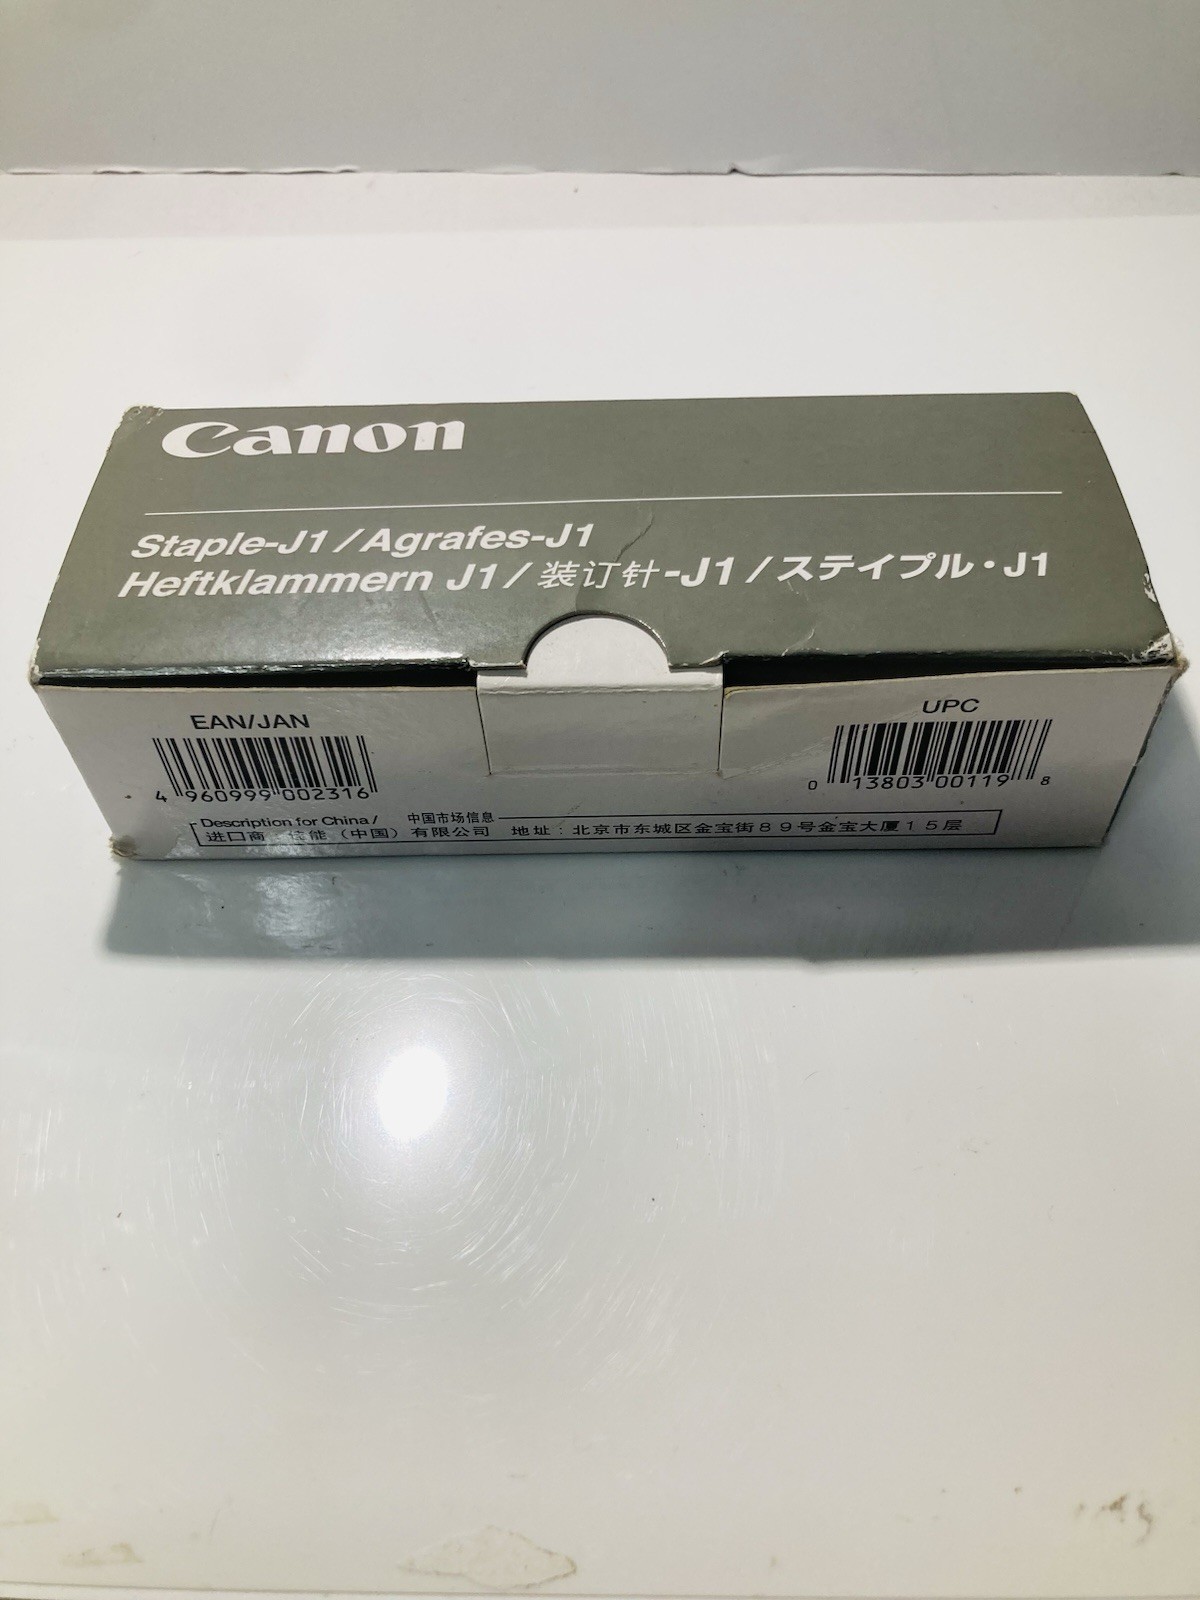 Canon
Staple-J1 / Agrafes-J1
Heftklammern J1 / 装订针-J1 / ステイプル・J1
EAN/JAN
4 960999 002316
UPC
0 13803 00119 8
Description for China / 中国市场信息
进口商 能（中国）有限公司 地址：北京市东城区金宝街８９号金宝大厦１５层